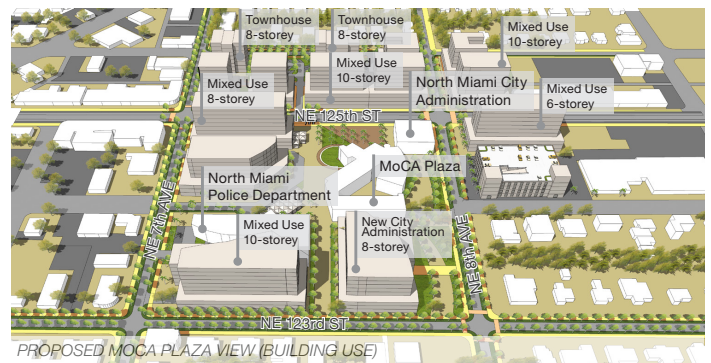 Townhouse
8-storey
Townhouse
8-storey
Mixed Use
10-storey
Mixed Use
8-storey
Mixed Use
10-storey
North Miami City
Administration
Mixed Use
6-storey
NE 125th ST
MoCA Plaza
North Miami
Police Department
NE 7th AVE
Mixed Use
10-storey
New City
Administration
8-storey
NE 8th AVE
NE 123rd ST
PROPOSED MOCA PLAZA VIEW (BUILDING USE)